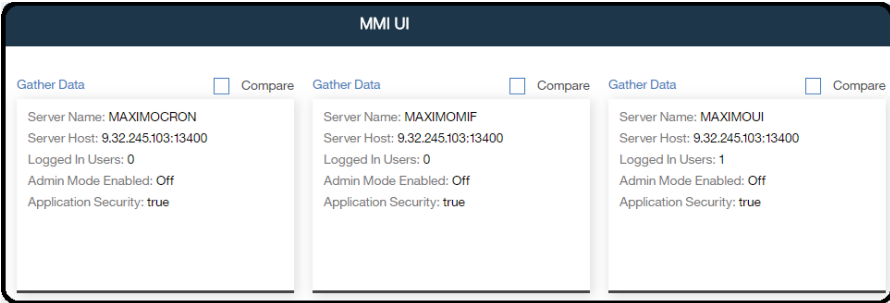 MMI UI
Gather Data Compare
Server Name: MAXIMOCRON
Server Host: 9.32.245.103:13400
Logged In Users: 0
Admin Mode Enabled: Off
Application Security: true
Gather Data Compare
Server Name: MAXIMOMIF
Server Host: 9.32.245.103:13400
Logged In Users: 0
Admin Mode Enabled: Off
Application Security: true
Gather Data Compare
Server Name: MAXIMOUI
Server Host: 9.32.245.103:13400
Logged In Users: 1
Admin Mode Enabled: Off
Application Security: true